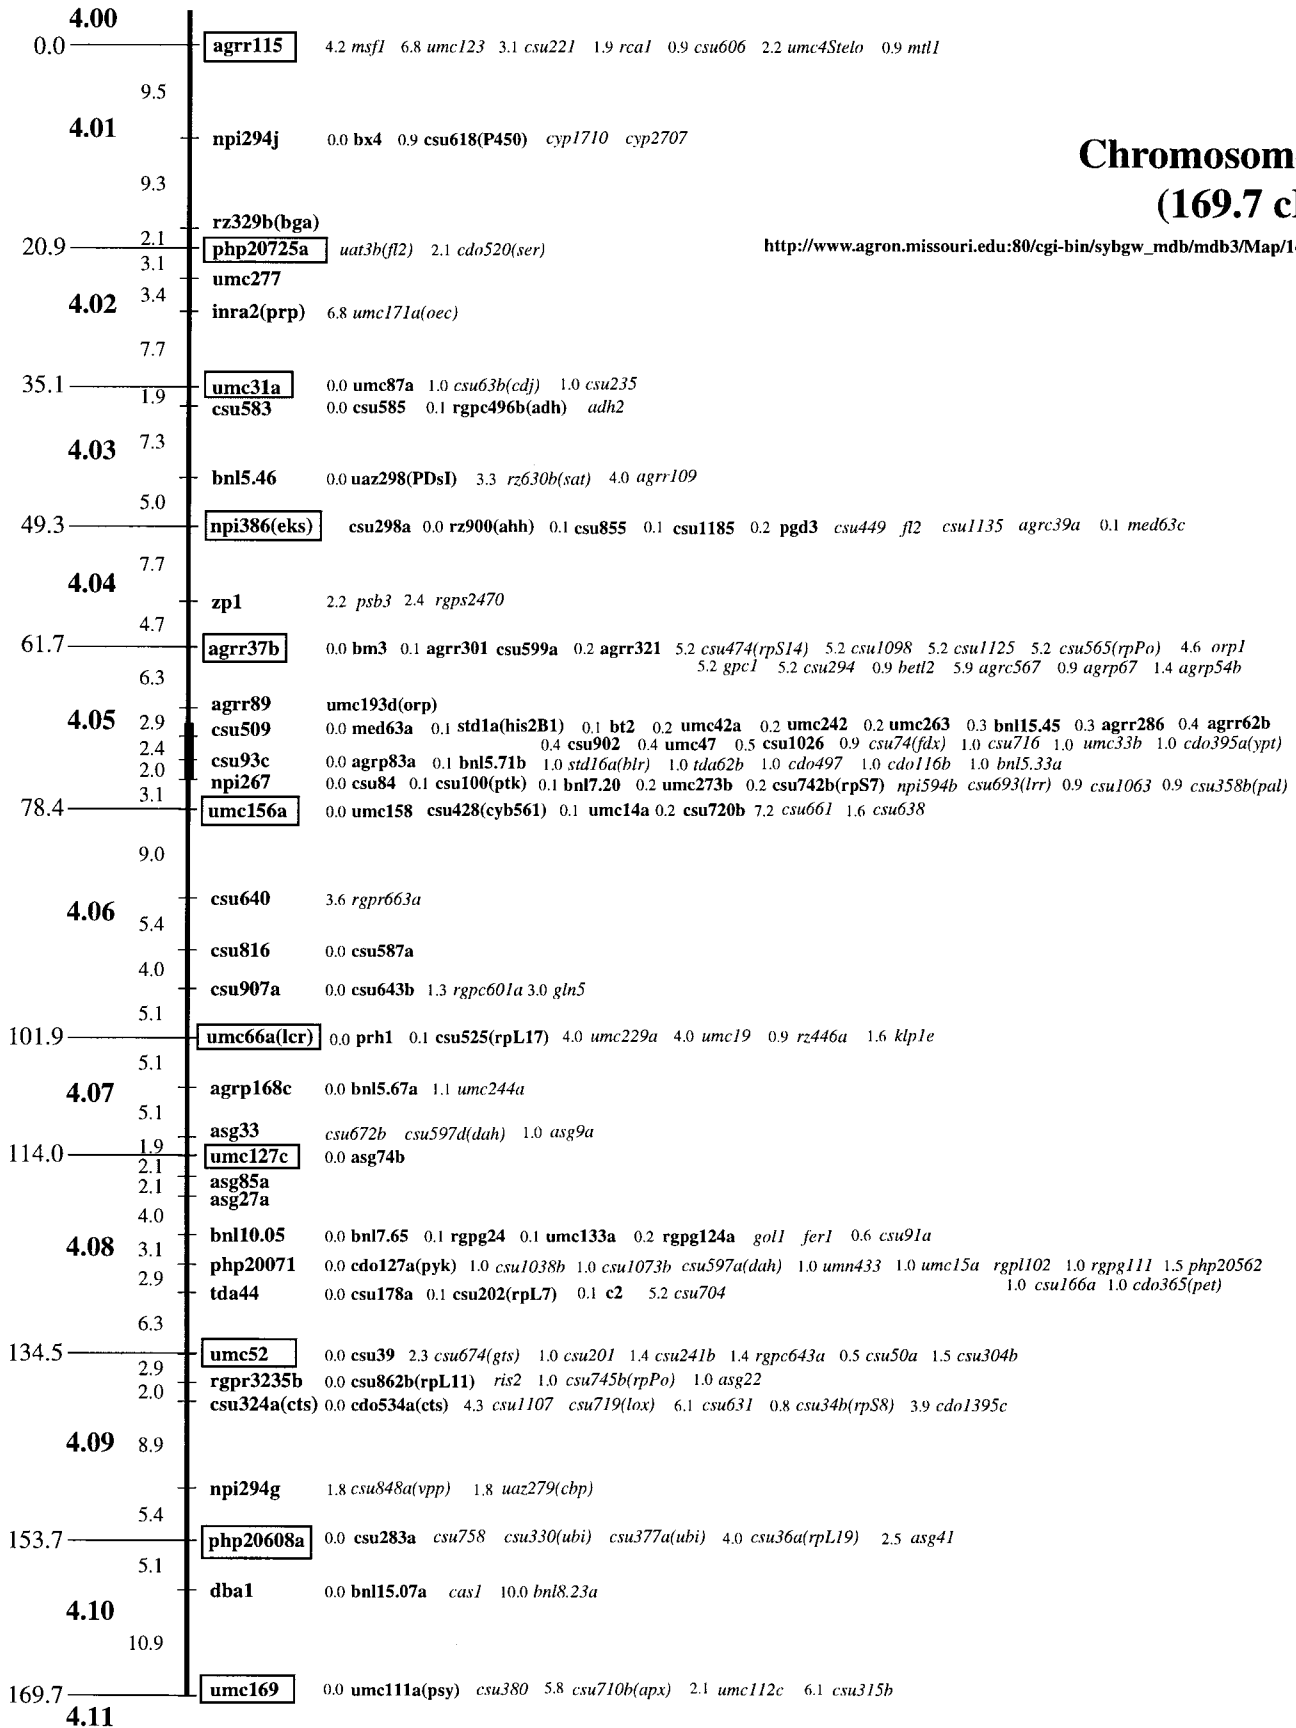 4.00
0.0 agrr115 4.2 msf1 6.8 umc123 3.1 csu221 1.9 rca1 0.9 csu606 2.2 umc4Stelo 0.9 mtl1
9.5
4.01
npi294j 0.0 bx4 0.9 csu618(P450) cyp1710 cyp2707
Chromosom
9.3
(169.7 c
rz329b(bga)
2.1
20.9 php20725a uat3b(fl2) 2.1 cdo520(ser)
http://www.agron.missouri.edu:80/cgi-bin/sybgw_mdb/mdb3/Map/1
3.1
umc277
3.4
4.02 inra2(prp) 6.8 umc171a(oec)
7.7
35.1 umc31a 0.0 umc87a 1.0 csu63b(cdj) 1.0 csu235
1.9
csu583 0.0 csu585 0.1 rgpc496b(adh) adh2
4.03 7.3
bnl5.46 0.0 uaz298(PDsI) 3.3 rz630b(sat) 4.0 agrr109
5.0
49.3 npi386(eks) csu298a 0.0 rz900(ahh) 0.1 csu855 0.1 csu1185 0.2 pgd3 csu449 fl2 csu1135 agrc39a 0.1 med63c
7.7
4.04
zp1 2.2 psb3 2.4 rgps2470
4.7
61.7 agrr37b 0.0 bm3 0.1 agrr301 csu599a 0.2 agrr321 5.2 csu474(rpS14) 5.2 csu1098 5.2 csu1125 5.2 csu565(rpPo) 4.6 orp1
5.2 gpc1 5.2 csu294 0.9 betl2 5.9 agrc567 0.9 agrp67 1.4 agrp54b
6.3
agrr89 umc193d(orp)
4.05 2.9
csu509 0.0 med63a 0.1 std1a(his2B1) 0.1 bt2 0.2 umc42a 0.2 umc242 0.2 umc263 0.3 bnl15.45 0.3 agrr286 0.4 agrr62b
2.4 0.4 csu902 0.4 umc47 0.5 csu1026 0.9 csu74(fdx) 1.0 csu716 1.0 umc33b 1.0 cdo395a(ypt)
csu93c 0.0 agrp83a 0.1 bnl5.71b 1.0 std16a(blr) 1.0 tda62b 1.0 cdo497 1.0 cdo116b 1.0 bnl5.33a
2.0
npi267 0.0 csu84 0.1 csu100(ptk) 0.1 bnl7.20 0.2 umc273b 0.2 csu742b(rpS7) npi594b csu693(lrr) 0.9 csu1063 0.9 csu358b(pal)
3.1
78.4 umc156a 0.0 umc158 csu428(cyb561) 0.1 umc14a 0.2 csu720b 7.2 csu661 1.6 csu638
9.0
csu640 3.6 rgpr663a
4.06
5.4
csu816 0.0 csu587a
4.0
csu907a 0.0 csu643b 1.3 rgpc601a 3.0 gln5
5.1
101.9 umc66a(lcr) 0.0 prh1 0.1 csu525(rpL17) 4.0 umc229a 4.0 umc19 0.9 rz446a 1.6 klp1e
5.1
4.07 agrp168c 0.0 bnl5.67a 1.1 umc244a
5.1
asg33 csu672b csu597d(dah) 1.0 asg9a
1.9
114.0 umc127c 0.0 asg74b
2.1
asg85a
2.1
asg27a
4.0
bnl10.05 0.0 bnl7.65 0.1 rgpg24 0.1 umc133a 0.2 rgpg124a gol1 fer1 0.6 csu91a
4.08 3.1
php20071 0.0 cdo127a(pyk) 1.0 csu1038b 1.0 csu1073b csu597a(dah) 1.0 umn433 1.0 umc15a rgpl102 1.0 rgpg111 1.5 php20562
2.9 1.0 csu166a 1.0 cdo365(pet)
tda44 0.0 csu178a 0.1 csu202(rpL7) 0.1 c2 5.2 csu704
6.3
134.5 umc52 0.0 csu39 2.3 csu674(gts) 1.0 csu201 1.4 csu241b 1.4 rgpc643a 0.5 csu50a 1.5 csu304b
2.9
rgpr3235b 0.0 csu862b(rpL11) ris2 1.0 csu745b(rpPo) 1.0 asg22
2.0
csu324a(cts) 0.0 cdo534a(cts) 4.3 csu1107 csu719(lox) 6.1 csu631 0.8 csu34b(rpS8) 3.9 cdo1395c
4.09 8.9
npi294g 1.8 csu848a(vpp) 1.8 uaz279(cbp)
5.4
153.7 php20608a 0.0 csu283a csu758 csu330(ubi) csu377a(ubi) 4.0 csu36a(rpL19) 2.5 asg41
5.1
dba1 0.0 bnl15.07a cas1 10.0 bnl8.23a
4.10
10.9
169.7 umc169 0.0 umc111a(psy) csu380 5.8 csu710b(apx) 2.1 umc112c 6.1 csu315b
4.11